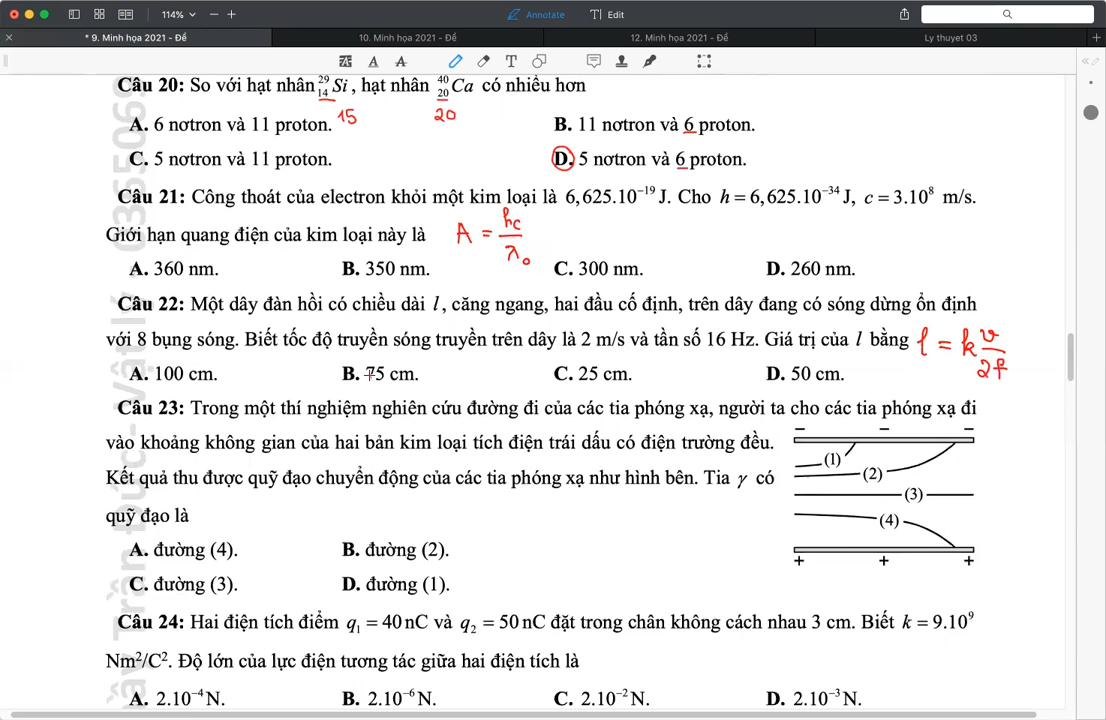 114%
Annotate
Edit
* 9. Minh họa 2021 - Đề
10. Minh họa 2021 - Đề
12. Minh họa 2021 - Đề
Ly thuyet 03
Câu 20: So với hạt nhân ²⁹₁₄Si, hạt nhân ⁴⁰₂₀Ca có nhiều hơn
15 20
A. 6 nơtron và 11 proton. B. 11 nơtron và 6 proton.
C. 5 nơtron và 11 proton. D. 5 nơtron và 6 proton.
Câu 21: Công thoát của electron khỏi một kim loại là 6,625.10⁻¹⁹ J. Cho h = 6,625.10⁻³⁴ J, c = 3.10⁸ m/s.
Giới hạn quang điện của kim loại này là A = hc/λ₀
A. 360 nm. B. 350 nm. C. 300 nm. D. 260 nm.
Câu 22: Một dây đàn hồi có chiều dài l, căng ngang, hai đầu cố định, trên dây đang có sóng dừng ổn định
với 8 bụng sóng. Biết tốc độ truyền sóng truyền trên dây là 2 m/s và tần số 16 Hz. Giá trị của l bằng l = k v/2f
A. 100 cm. B. 75 cm. C. 25 cm. D. 50 cm.
Câu 23: Trong một thí nghiệm nghiên cứu đường đi của các tia phóng xạ, người ta cho các tia phóng xạ đi
vào khoảng không gian của hai bản kim loại tích điện trái dấu có điện trường đều.
Kết quả thu được quỹ đạo chuyển động của các tia phóng xạ như hình bên. Tia γ có
quỹ đạo là
A. đường (4). B. đường (2).
C. đường (3). D. đường (1).
− − −
(1)
(2)
(3)
(4)
+ + +
Câu 24: Hai điện tích điểm q₁ = 40 nC và q₂ = 50 nC đặt trong chân không cách nhau 3 cm. Biết k = 9.10⁹
Nm²/C². Độ lớn của lực điện tương tác giữa hai điện tích là
A. 2.10⁻⁴ N. B. 2.10⁻⁶ N. C. 2.10⁻² N. D. 2.10⁻³ N.
ầy Trần Đức - Vật lí 0365069